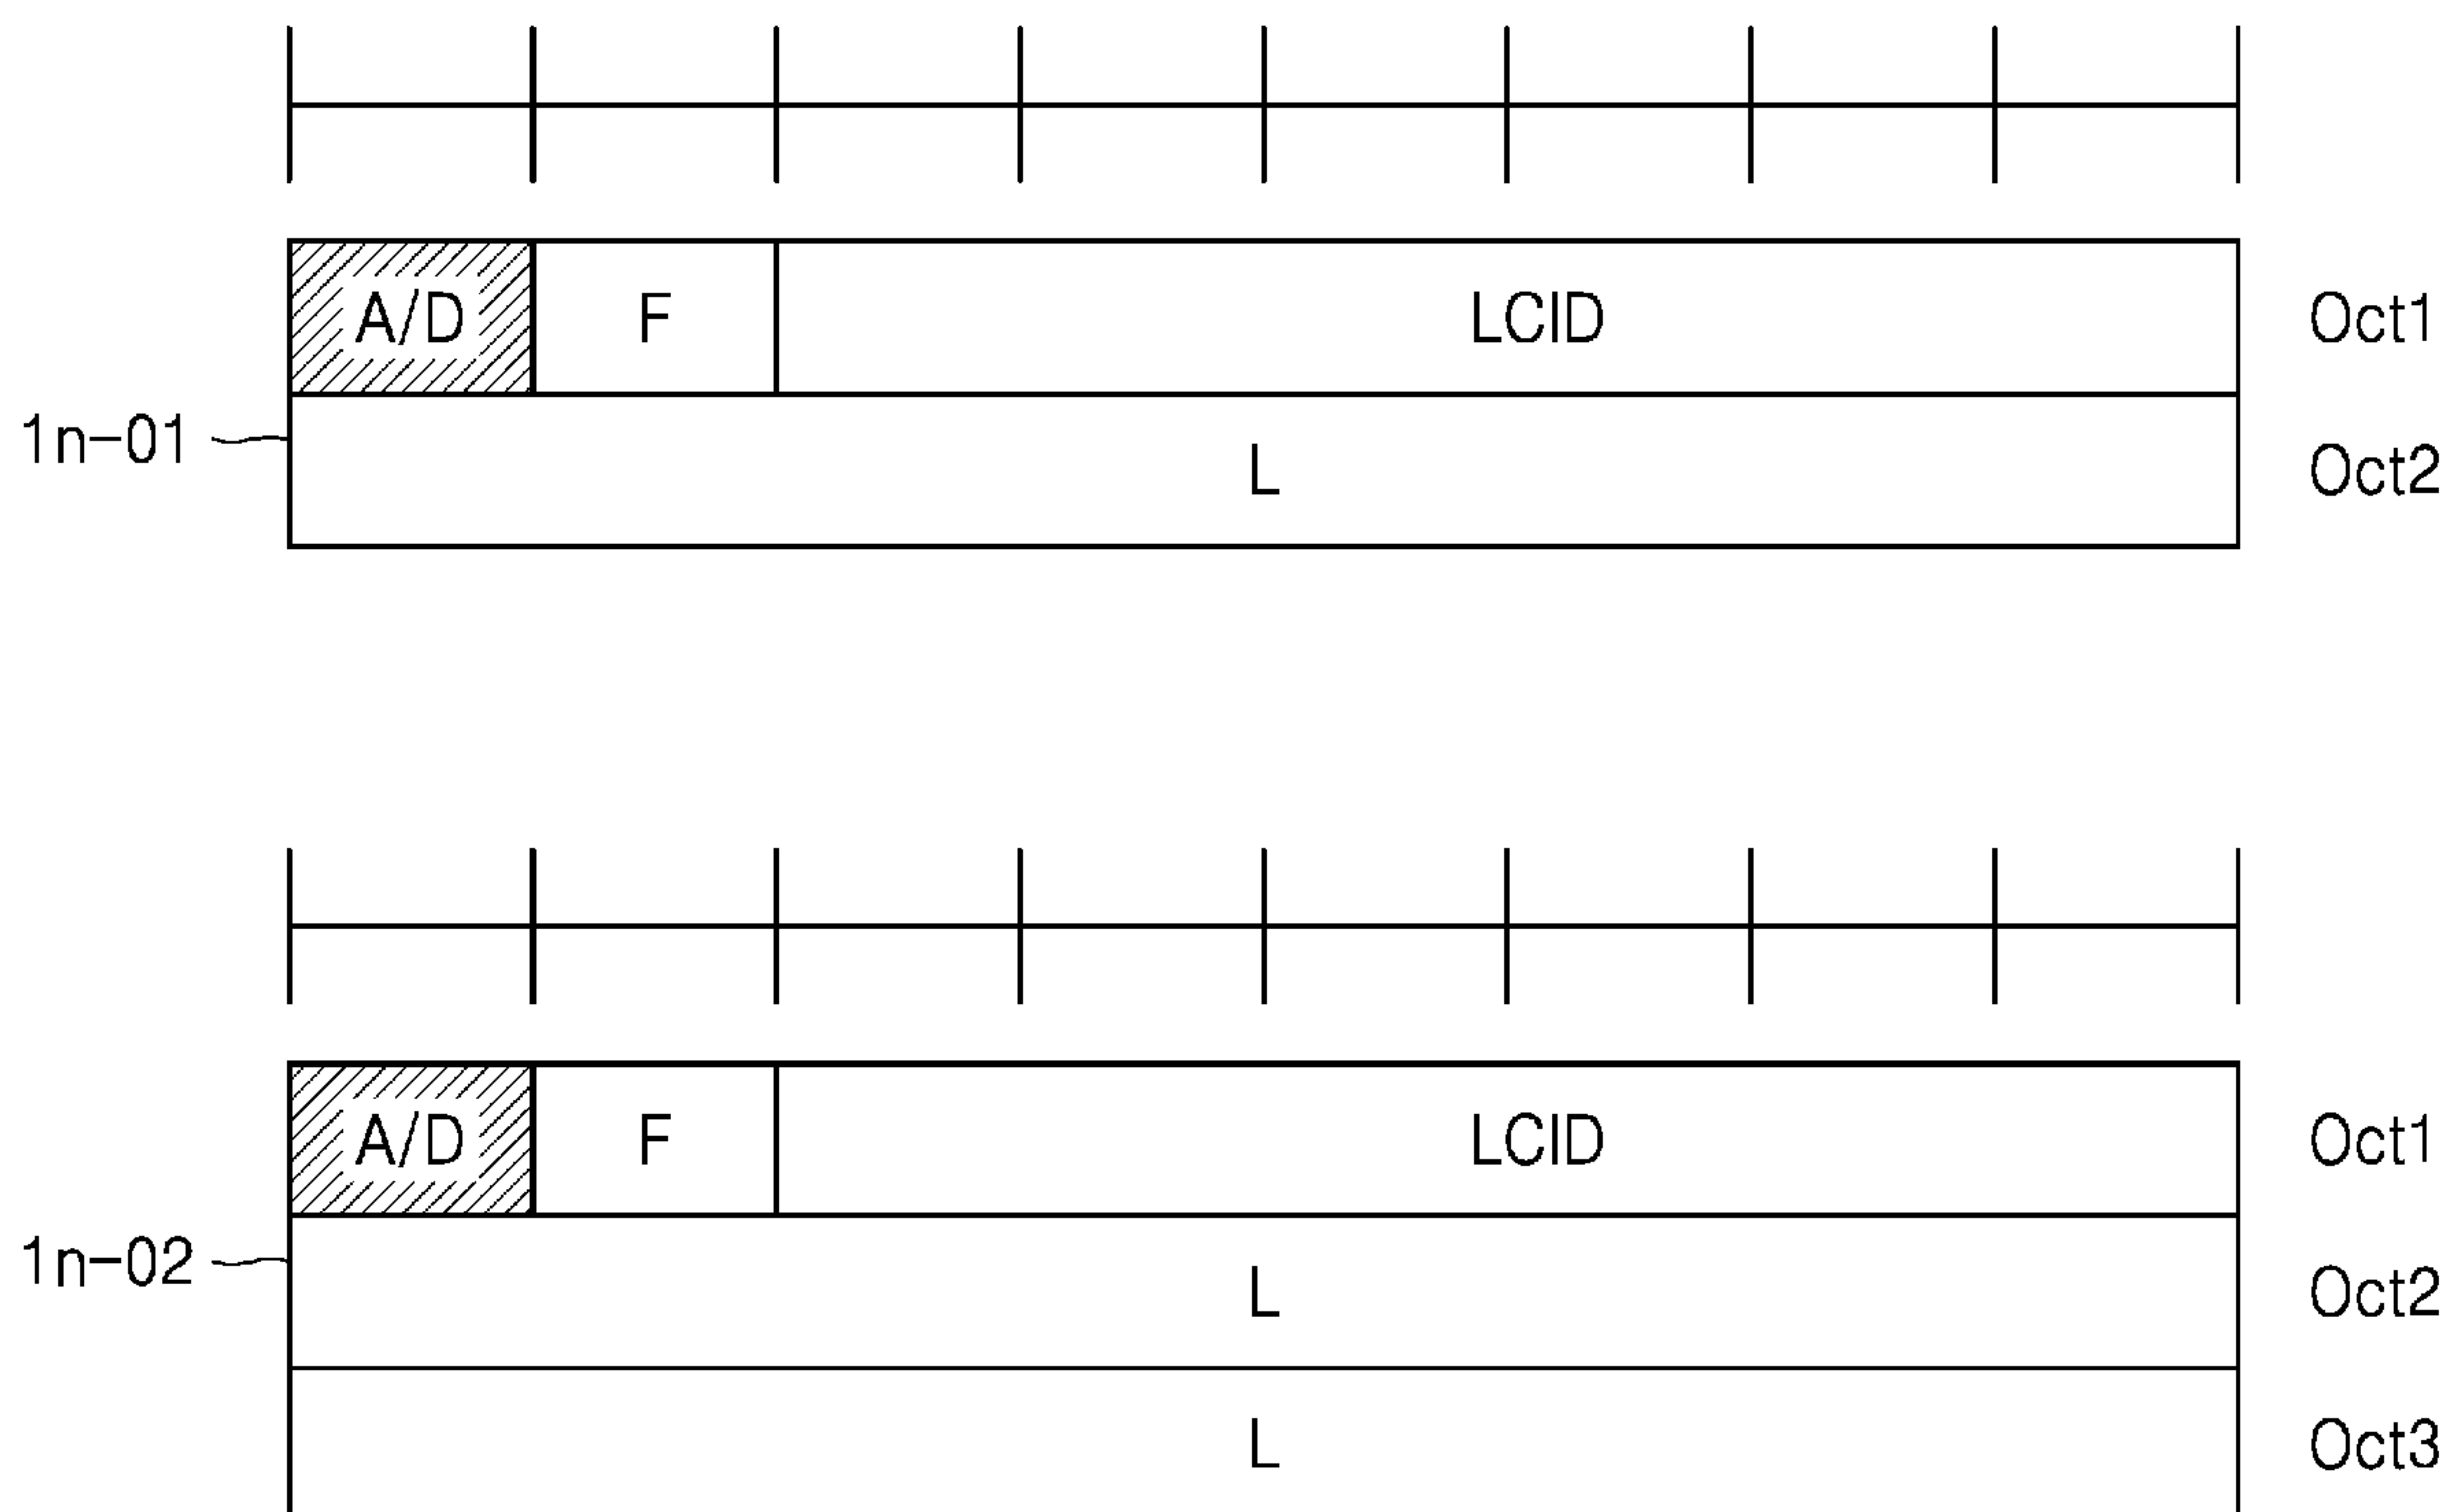 A/D F LCID Oct1
1n-01
L Oct2
A/D F LCID Oct1
1n-02
L Oct2
L Oct3